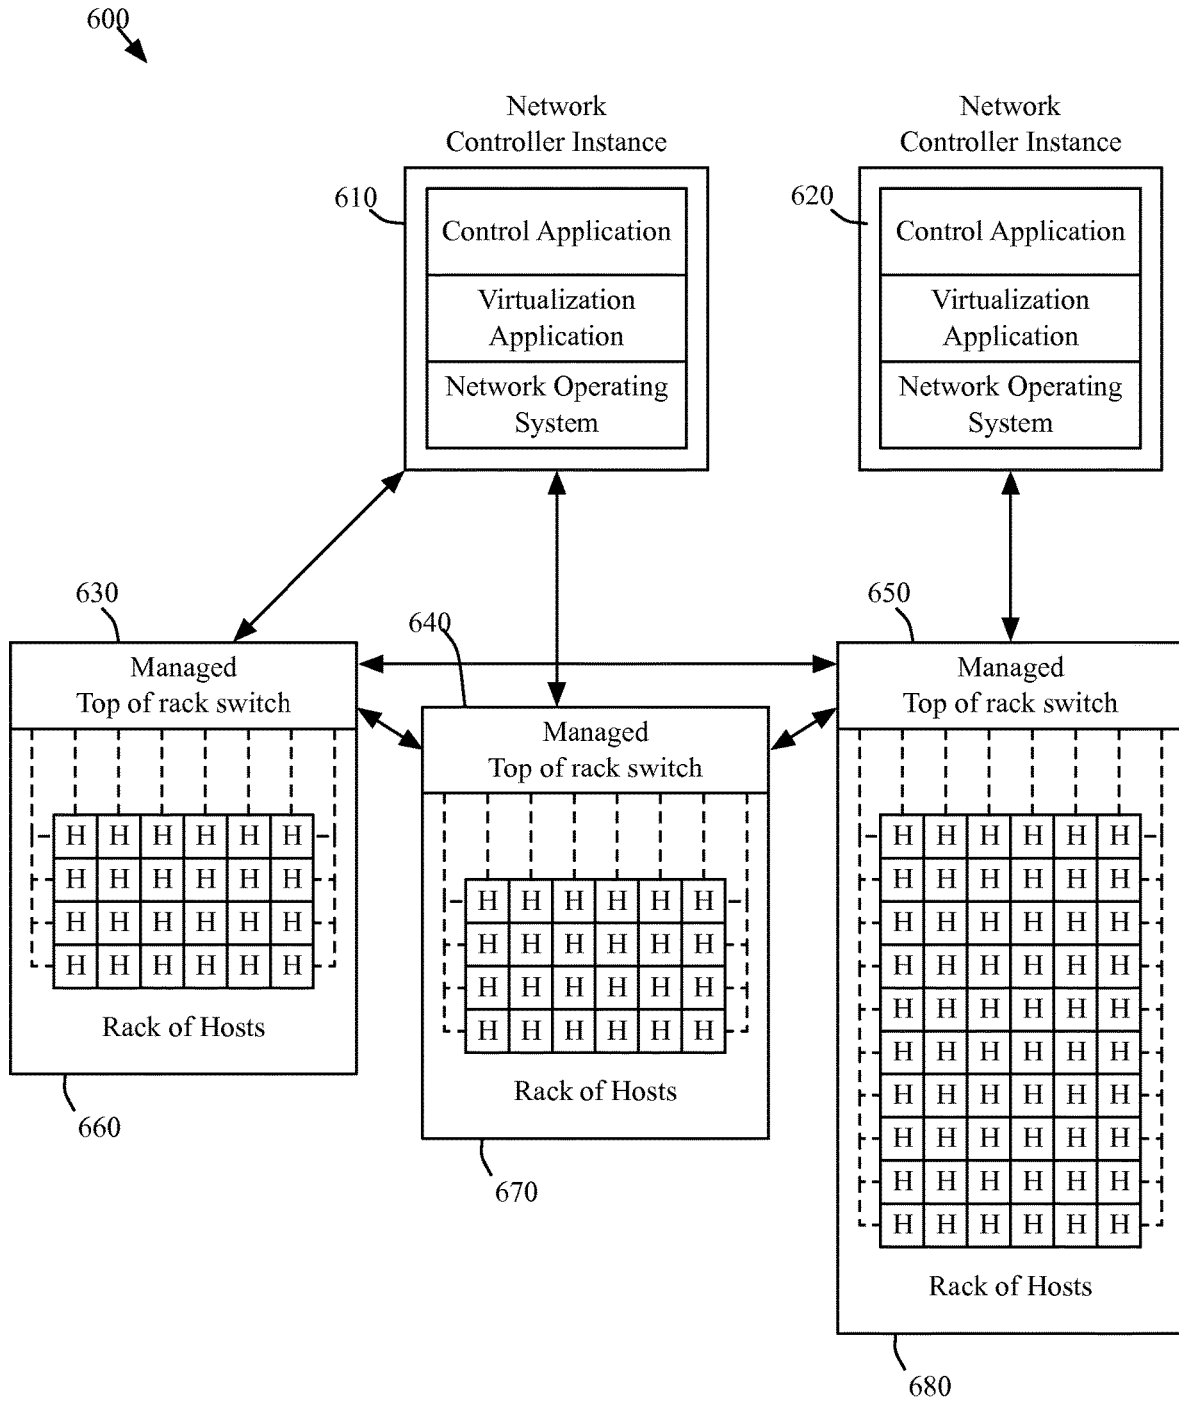 600
Network
Controller Instance
610
Control Application
Virtualization
Application
Network Operating
System
Network
Controller Instance
620
Control Application
Virtualization
Application
Network Operating
System
630
Managed
Top of rack switch
H H H H H H
H H H H H H
H H H H H H
H H H H H H
Rack of Hosts
660
640
Managed
Top of rack switch
H H H H H H
H H H H H H
H H H H H H
H H H H H H
Rack of Hosts
670
650
Managed
Top of rack switch
H H H H H H
H H H H H H
H H H H H H
H H H H H H
H H H H H H
H H H H H H
H H H H H H
H H H H H H
H H H H H H
H H H H H H
Rack of Hosts
680